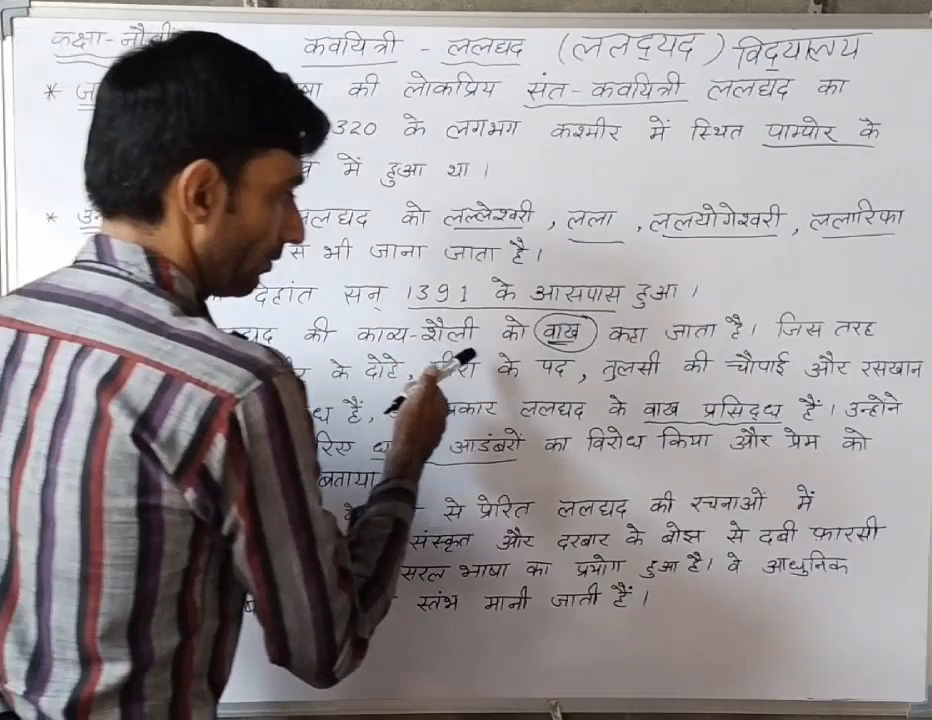 कक्षा- नौवीं कवयित्री - ललद्यद (ललद्‌यद) विद्‌यालय
* की लोकप्रिय संत-कवयित्री ललद्यद का
320 के लगभग कश्मीर में स्थित पाम्पोर के
में हुआ था।
* ललद्यद को लल्लेश्वरी, लला, ललयोगेश्वरी, ललारिफा
से भी जाना जाता है।
देहांत सन् 1391 के आसपास हुआ।
की काव्य-शैली को वाख कहा जाता है। जिस तरह
के दोहे, मीरा के पद, तुलसी की चौपाई और रसखान
हैं, प्रकार ललद्यद के वाख प्रसिद्‌ध हैं। उन्होंने
आडंबरों का विरोध किया और प्रेम को
बताया
से प्रेरित ललद्यद की रचनाओं में
संस्कृत और दरबार के बोझ से दबी फ़ारसी
सरल भाषा का प्रयोग हुआ है। वे आधुनिक
स्तंभ मानी जाती हैं।